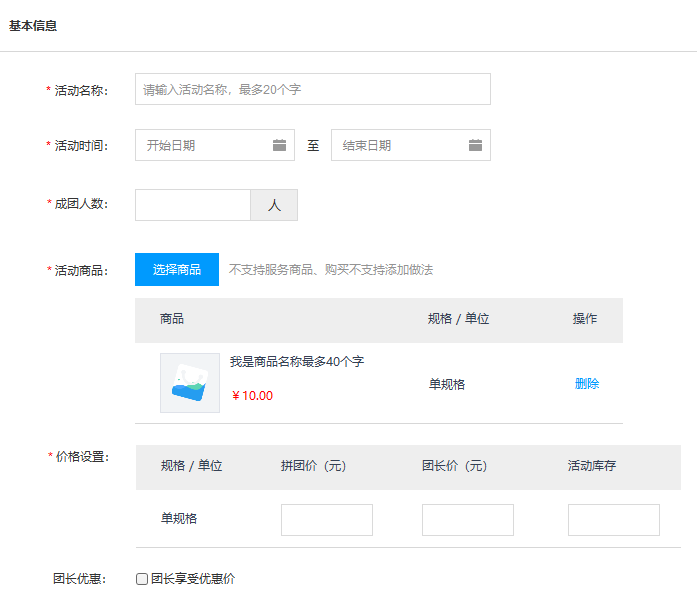 基本信息
* 活动名称： 请输入活动名称，最多20个字
* 活动时间： 开始日期 至 结束日期
* 成团人数： 人
* 活动商品： 选择商品 不支持服务商品、购买不支持添加做法
商品 规格 / 单位 操作
我是商品名称最多40个字
单规格 删除
￥10.00
* 价格设置： 规格 / 单位 拼团价（元） 团长价（元） 活动库存
单规格
团长优惠： 团长享受优惠价